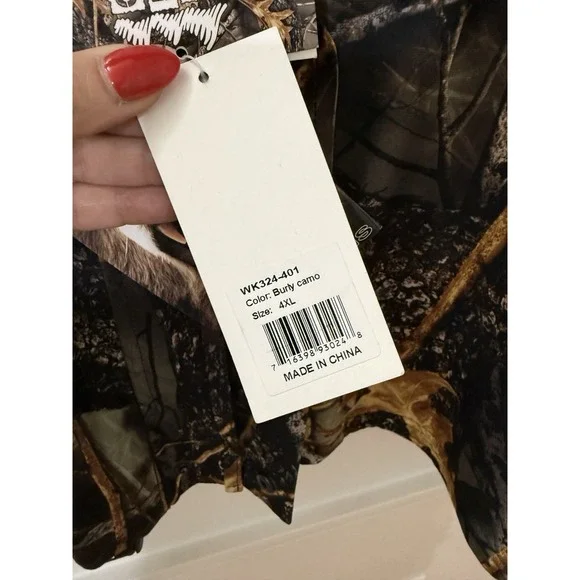 WK324-401
Color: Burly camo
Size: 4XL
7 16398 93024 8
MADE IN CHINA